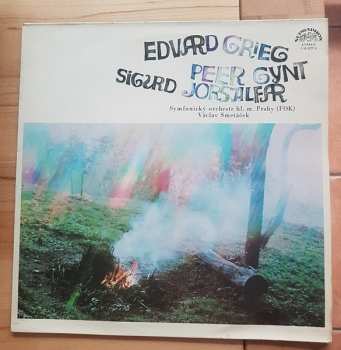 EDVARD GRIEG
PEER GYNT
SIGURD JORSALFAR
Symfonický orchestr hl. m. Prahy (FOK)
Václav Smetáček